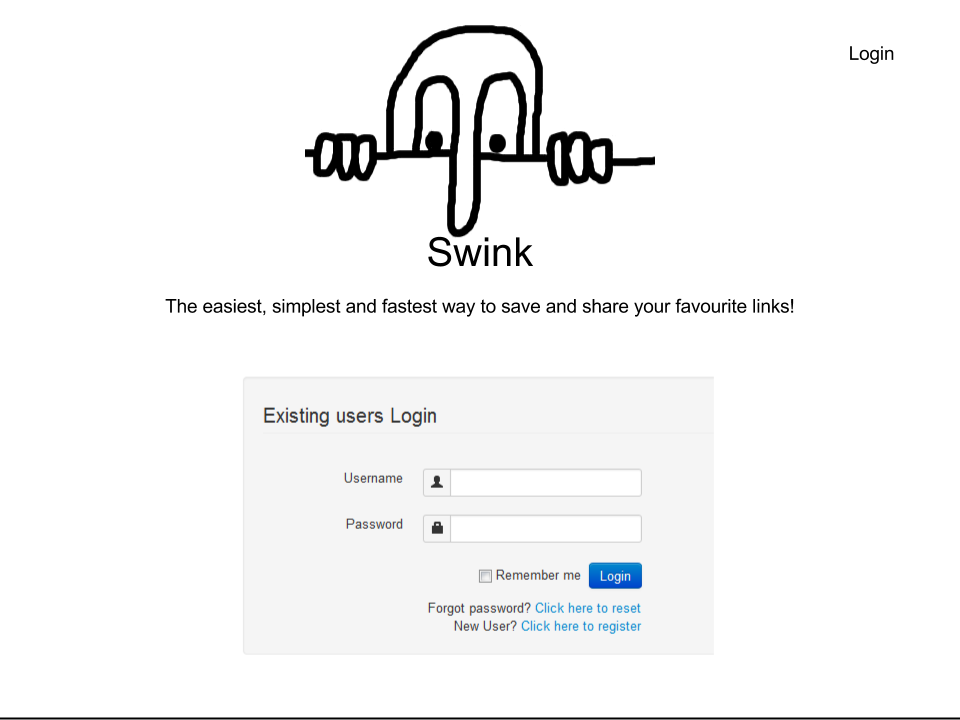 Login
Swink
The easiest, simplest and fastest way to save and share your favourite links!
Existing users Login
Username
Password
Remember me Login
Forgot password? Click here to reset
New User? Click here to register